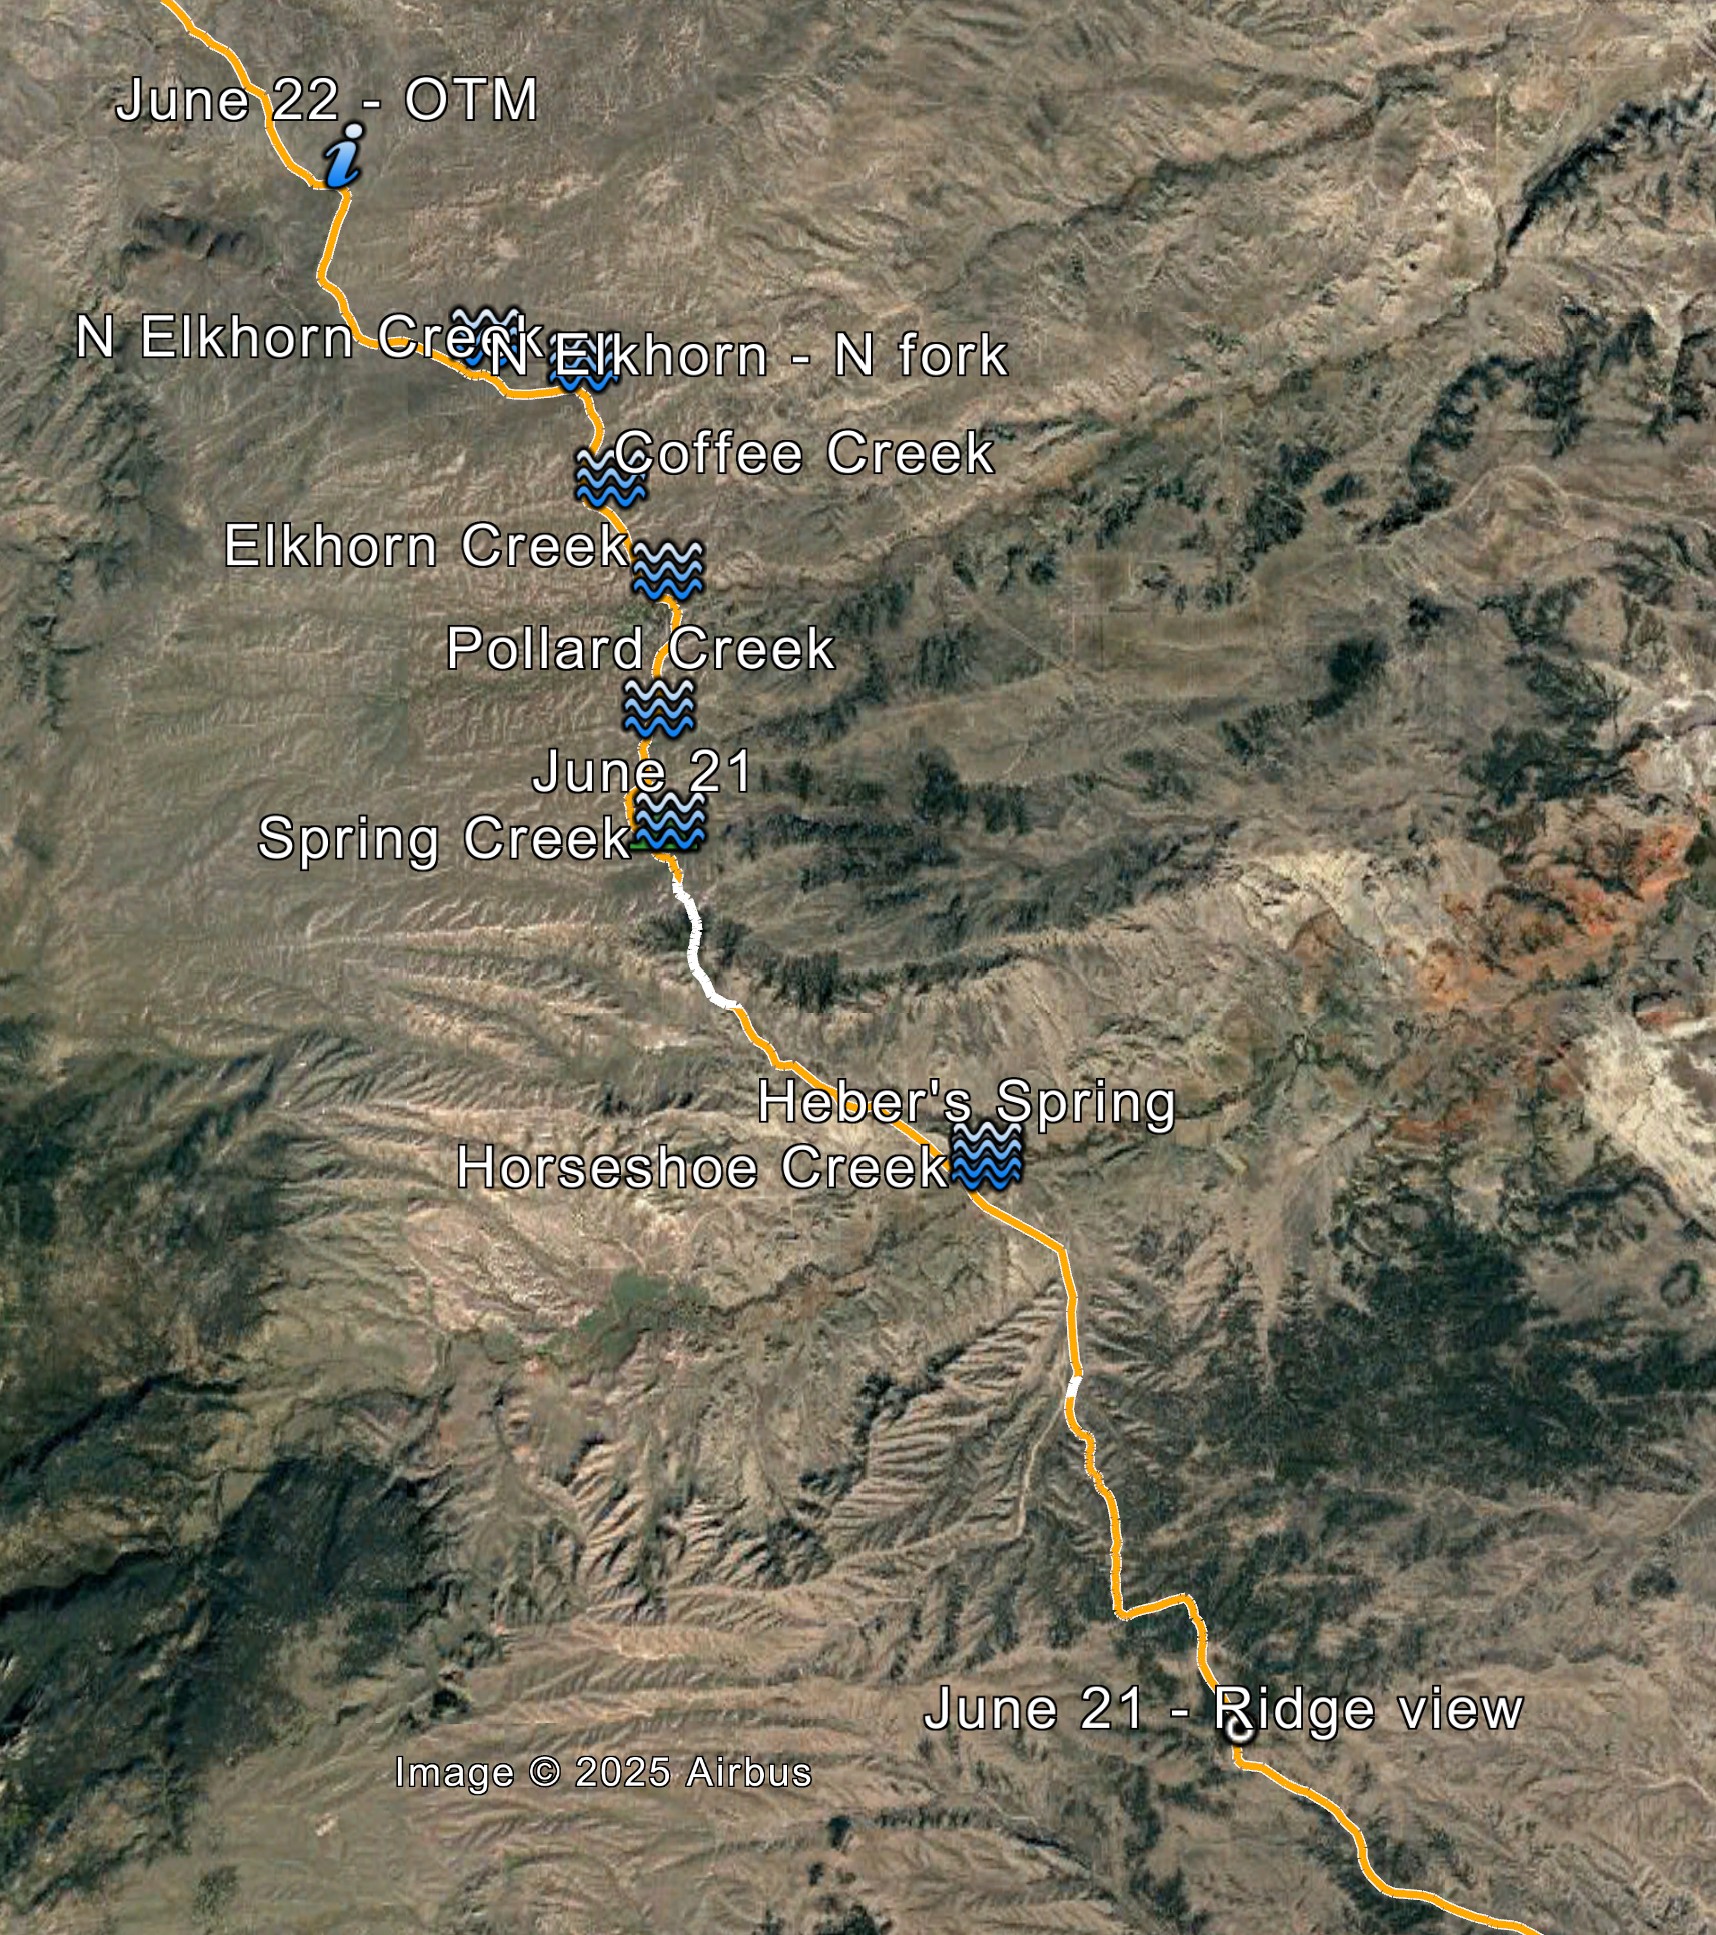 June 22 - OTM
N Elkhorn Creek
N Elkhorn - N fork
Coffee Creek
Elkhorn Creek
Pollard Creek
June 21
Spring Creek
Heber's Spring
Horseshoe Creek
June 21 - Ridge view
Image © 2025 Airbus